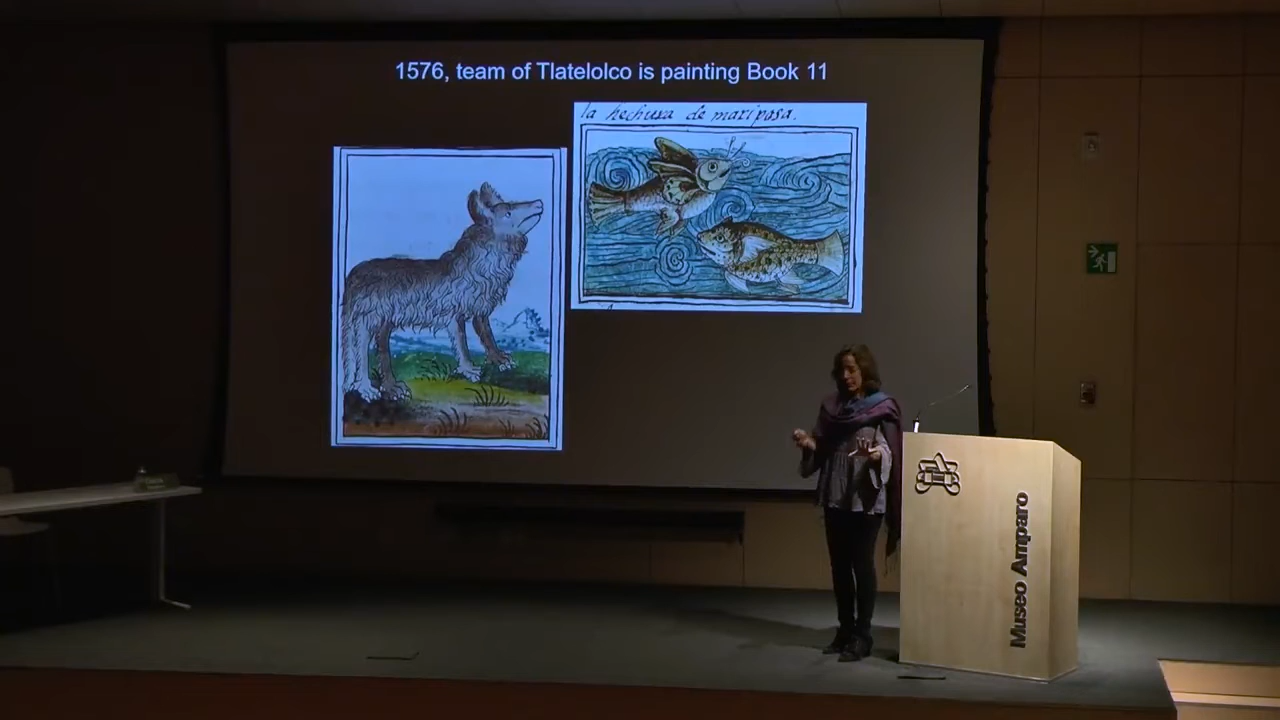 1576, team of Tlatelolco is painting Book 11
la hechura de mariposa.
Museo Amparo